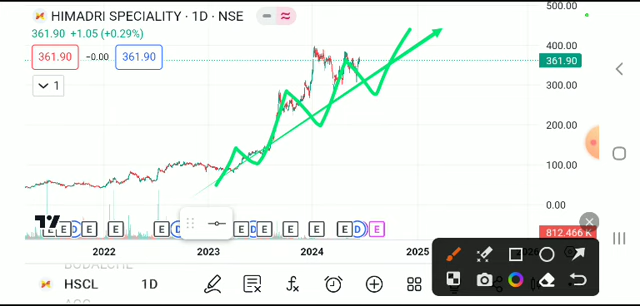 HIMADRI SPECIALITY · 1D · NSE
361.90 +1.05 (+0.29%)
361.90 −0.00 361.90
1
500.00
400.00
361.90
300.00
200.00
100.00
0.00
812.466 K
E E E E E D E E E E E D E
2022 2023 2024 2025
HSCL 1D